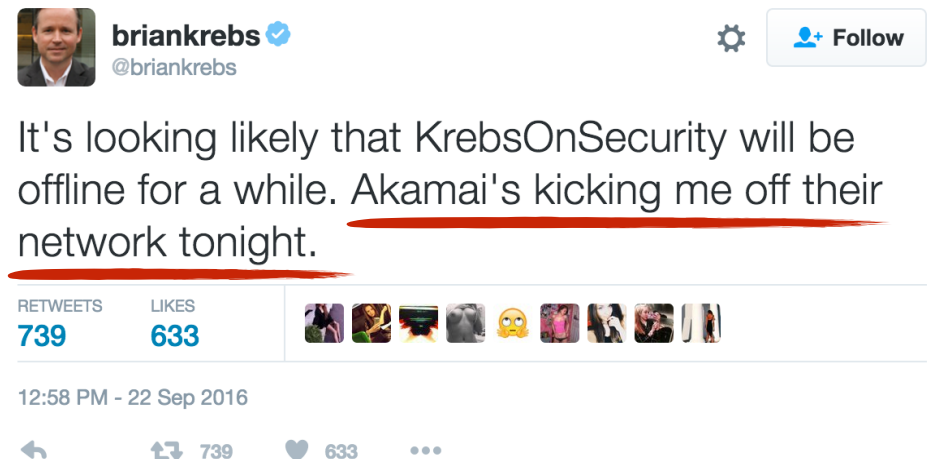 briankrebs
@briankrebs
Follow
It's looking likely that KrebsOnSecurity will be
offline for a while. Akamai's kicking me off their
network tonight.
RETWEETS LIKES
739 633
12:58 PM - 22 Sep 2016
739 633